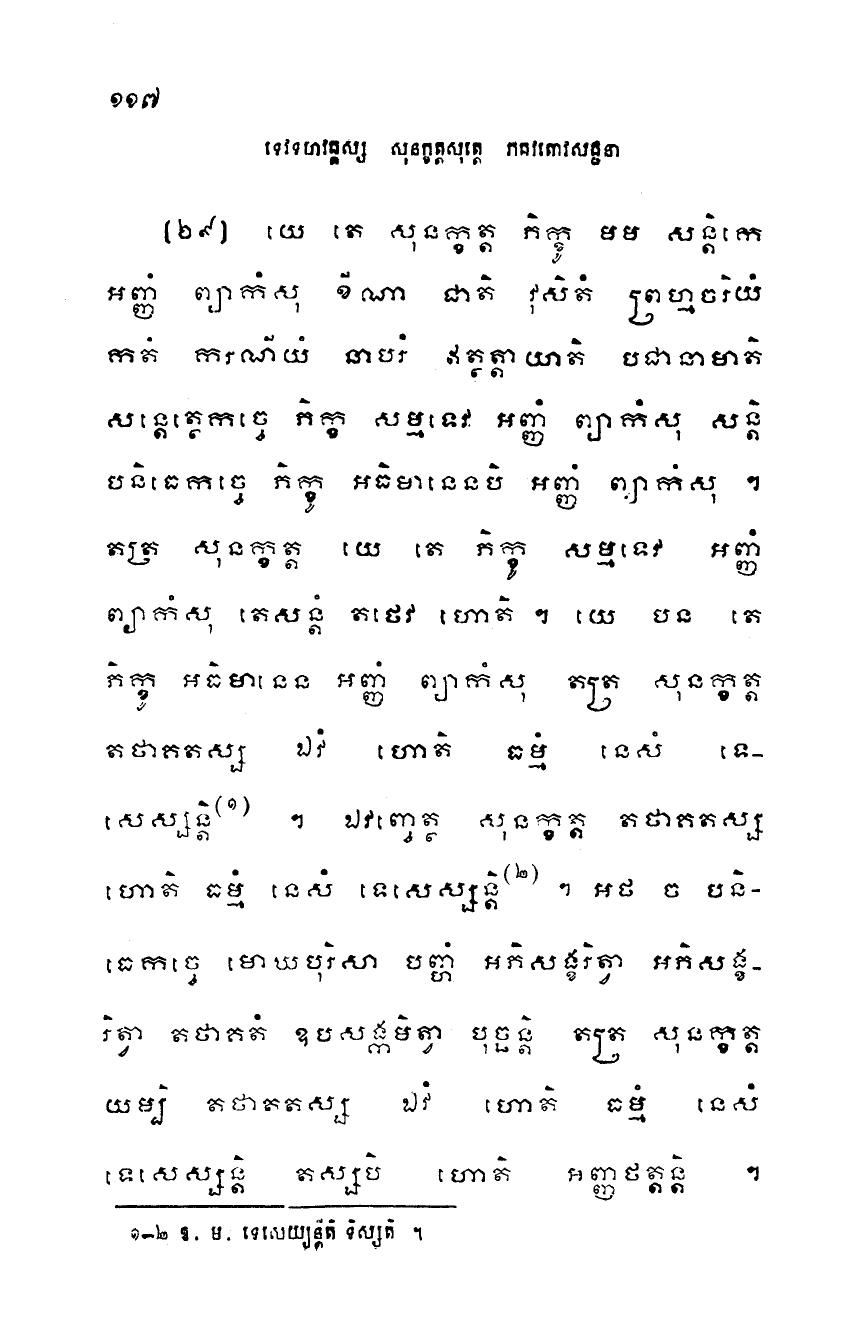 ១១៧
ទេវទហវគ្គស្ស សុនក្ខត្តសុត្តេ ភគវតោវសជ្ជនា
(២៩) យេ តេ សុនក្ខត្ត ភិក្ខូ មម សន្តិកេ
អញ្ញំ ព្យាកំសុ ខីណា ជាតិ វុសិតំ ព្រហ្មចរិយំ
កតំ ករណីយំ នាបរំ ឥត្ថត្តាយាតិ បជានាមាតិ
សន្តេត្ថេកច្ចេ ភិក្ខូ សម្មទេវ អញ្ញំ ព្យាកំសុ សន្តិ
បនិធេកច្ចេ ភិក្ខូ អធិមានេនបិ អញ្ញំ ព្យាកំសុ ។
តត្រ សុនក្ខត្ត យេ តេ ភិក្ខូ សម្មទេវ អញ្ញំ
ព្យាកំសុ តេសន្តំ តថេវ ហោតិ ។ យេ បន តេ
ភិក្ខូ អធិមានេន អញ្ញំ ព្យាកំសុ តត្រ សុនក្ខត្ត
តថាគតស្ស ឯវំ ហោតិ ធម្មំ នេសំ ទេ-
សេស្សន្តិ(១) ។ ឯវញ្ចេត្ថ សុនក្ខត្ត តថាគតស្ស
ហោតិ ធម្មំ នេសំ ទេសេស្សន្តិ(២) ។ អថ ច បនិ-
ធេកច្ចេ មោឃបុរិសា បញ្ហំ អភិសង្ខរិត្វា អភិសង្ខ-
រិត្វា តថាគតំ ឧបសង្កមិត្វា បុច្ឆន្តិ តត្រ សុនក្ខត្ត
យម្បិ តថាគតស្ស ឯវំ ហោតិ ធម្មំ នេសំ
ទេសេស្សន្តិ តស្សបិ ហោតិ អញ្ញថត្តន្តិ ។
១-២ ឱ. ម. ទេសេយ្យន្តីតិ ទិស្សតិ ។